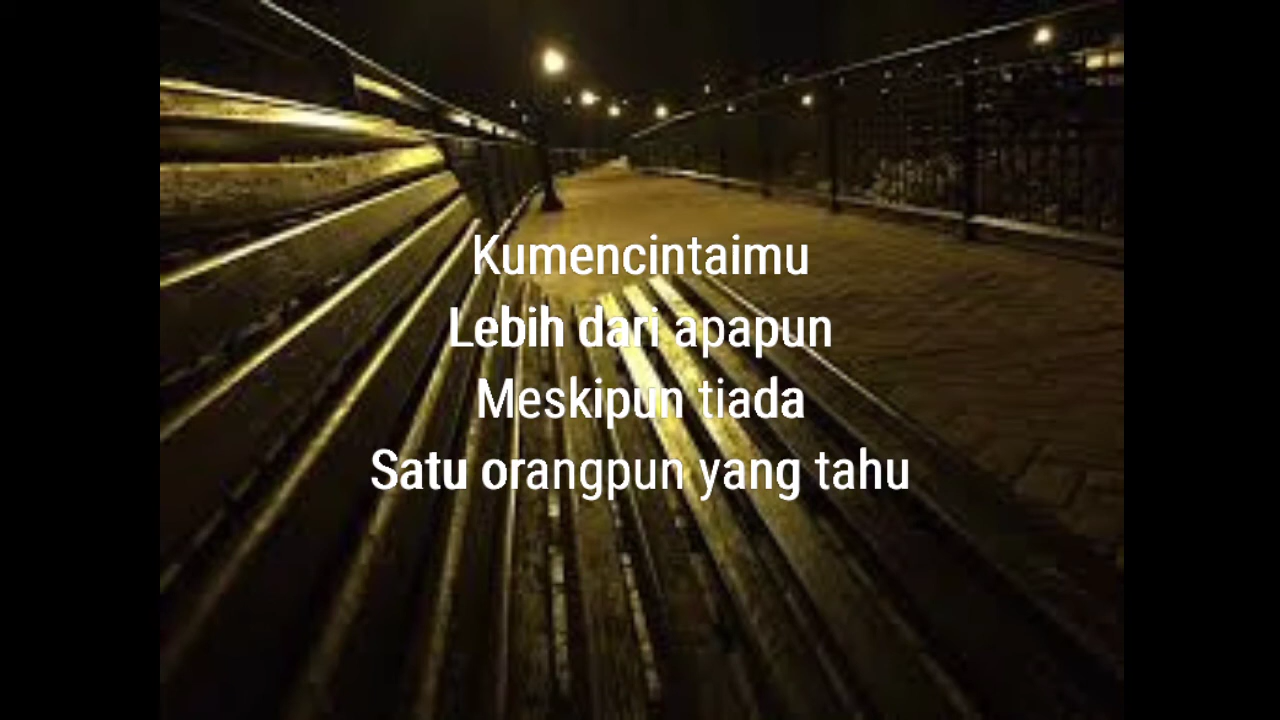 Kumencintaimu
Lebih dari apapun
Meskipun tiada
Satu orangpun yang tahu